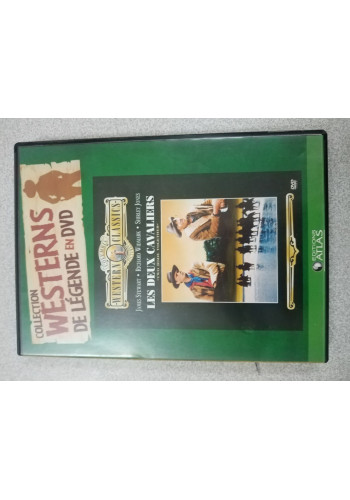 COLLECTION
WESTERNS
DE LÉGENDE EN DVD
WESTERN CLASSICS
JAMES STEWART • RICHARD WIDMARK • SHIRLEY JONES
LES DEUX CAVALIERS
DVD
EDITIONS
ATLAS